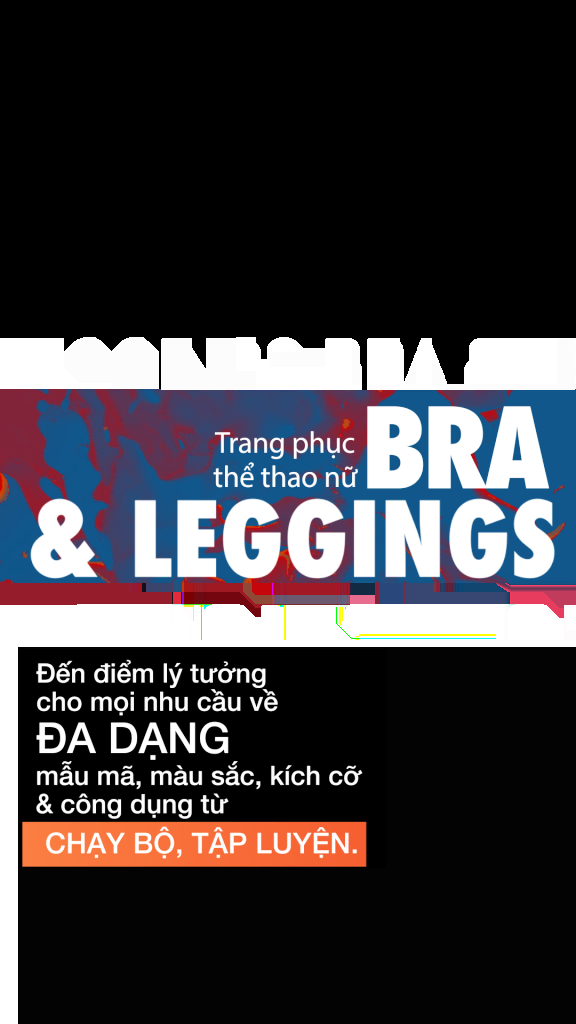 Trang phục
thể thao nữ
BRA
& LEGGINGS
Đến điểm lý tưởng
cho mọi nhu cầu về
ĐA DẠNG
mẫu mã, màu sắc, kích cỡ
& công dụng từ
CHẠY BỘ, TẬP LUYỆN.